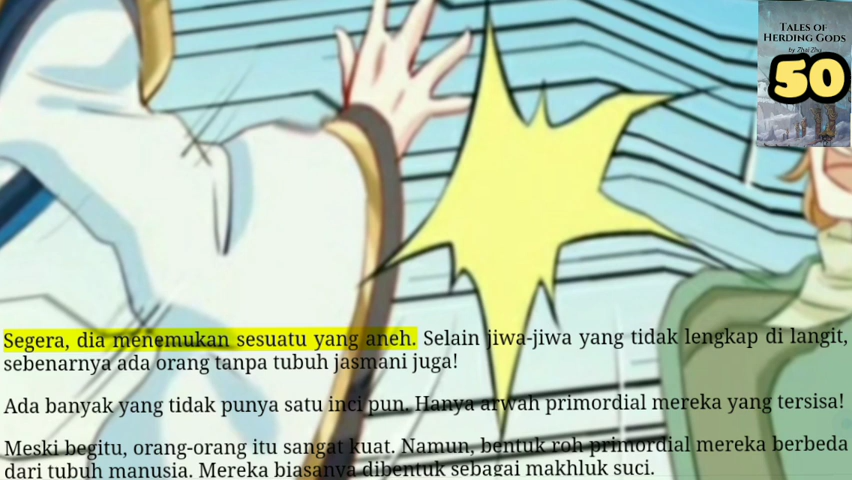 TALES OF
HERDING GODS
by Zhai Zhu
50
Segera, dia menemukan sesuatu yang aneh. Selain jiwa-jiwa yang tidak lengkap di langit,
sebenarnya ada orang tanpa tubuh jasmani juga!
Ada banyak yang tidak punya satu inci pun. Hanya arwah primordial mereka yang tersisa!
Meski begitu, orang-orang itu sangat kuat. Namun, bentuk roh primordial mereka berbeda
dari tubuh manusia. Mereka biasanya dibentuk sebagai makhluk suci.